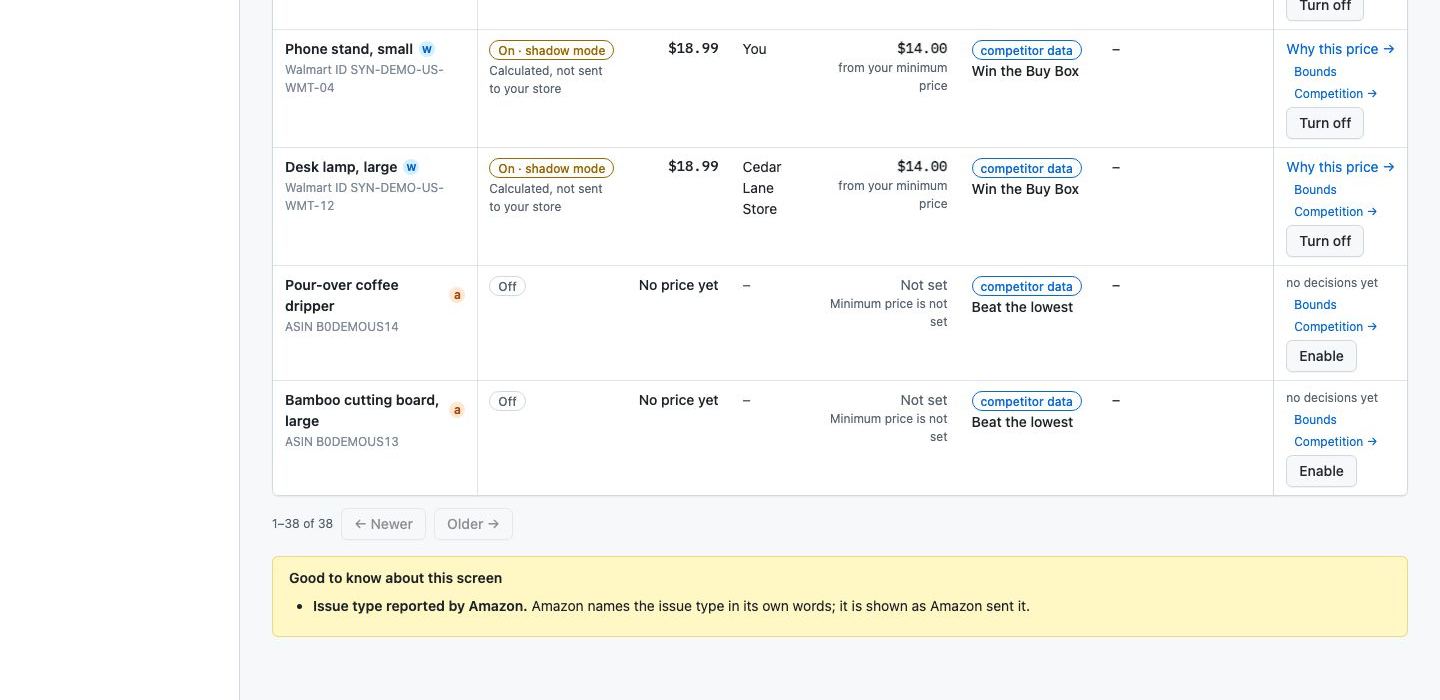 Turn off
Phone stand, small w
Walmart ID SYN-DEMO-US-
WMT-04
On · shadow mode
Calculated, not sent
to your store
$18.99
You
$14.00
from your minimum
price
competitor data
Win the Buy Box
–
Why this price →
Bounds
Competition →
Turn off
Desk lamp, large w
Walmart ID SYN-DEMO-US-
WMT-12
On · shadow mode
Calculated, not sent
to your store
$18.99
Cedar
Lane
Store
$14.00
from your minimum
price
competitor data
Win the Buy Box
–
Why this price →
Bounds
Competition →
Turn off
Pour-over coffee
dripper
a
ASIN B0DEMOUS14
Off
No price yet
–
Not set
Minimum price is not
set
competitor data
Beat the lowest
–
no decisions yet
Bounds
Competition →
Enable
Bamboo cutting board,
large
a
ASIN B0DEMOUS13
Off
No price yet
–
Not set
Minimum price is not
set
competitor data
Beat the lowest
–
no decisions yet
Bounds
Competition →
Enable
1–38 of 38
← Newer
Older →
Good to know about this screen
• Issue type reported by Amazon. Amazon names the issue type in its own words; it is shown as Amazon sent it.